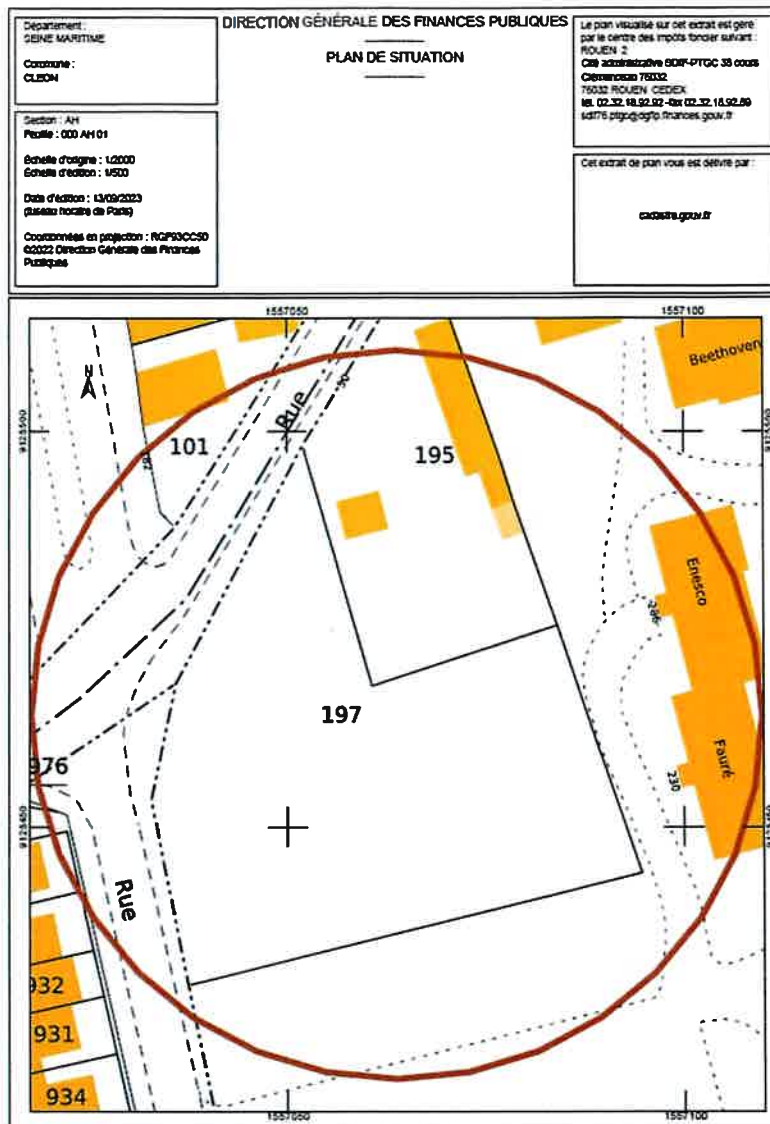 Département :
SEINE MARITIME
Commune :
CLEON
Section : AH
Feuille : 000 AH 01
Échelle d'origine : 1/2000
Échelle d'édition : 1/500
Date d'édition : 13/09/2023
(fuseau horaire de Paris)
Coordonnées en projection : RGF93CC50
©2022 Direction Générale des Finances
Publiques
DIRECTION GÉNÉRALE DES FINANCES PUBLIQUES
PLAN DE SITUATION
Le plan visualisé sur cet extrait est géré
par le centre des impôts foncier suivant :
ROUEN 2
Cité administrative SDIF-PTGC 38 cours
Clémenceau 76032
76032 ROUEN CEDEX
tél. 02.32.18.92.92 -fax 02.32.18.92.89
sdif76.ptgc@dgfip.finances.gouv.fr
Cet extrait de plan vous est délivré par :
cadastre.gouv.fr
1557050
1557100
N
Rue
50
Beethoven
101
182
195
Enesco
286
197
Fauré
230
976
Rue
932
931
934
1557050
1557100